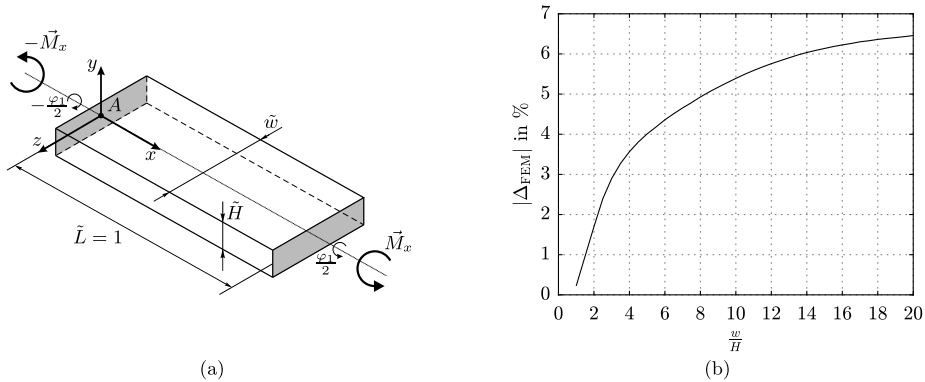 −M⃗ₓ
y
−φ₁/2
A
z
x
w̃
H̃
L̃ = 1
φ₁/2
M⃗ₓ
(a)
7
6
5
4
3
2
1
0
|Δ_FEM| in %
0 2 4 6 8 10 12 14 16 18 20
w/H
(b)